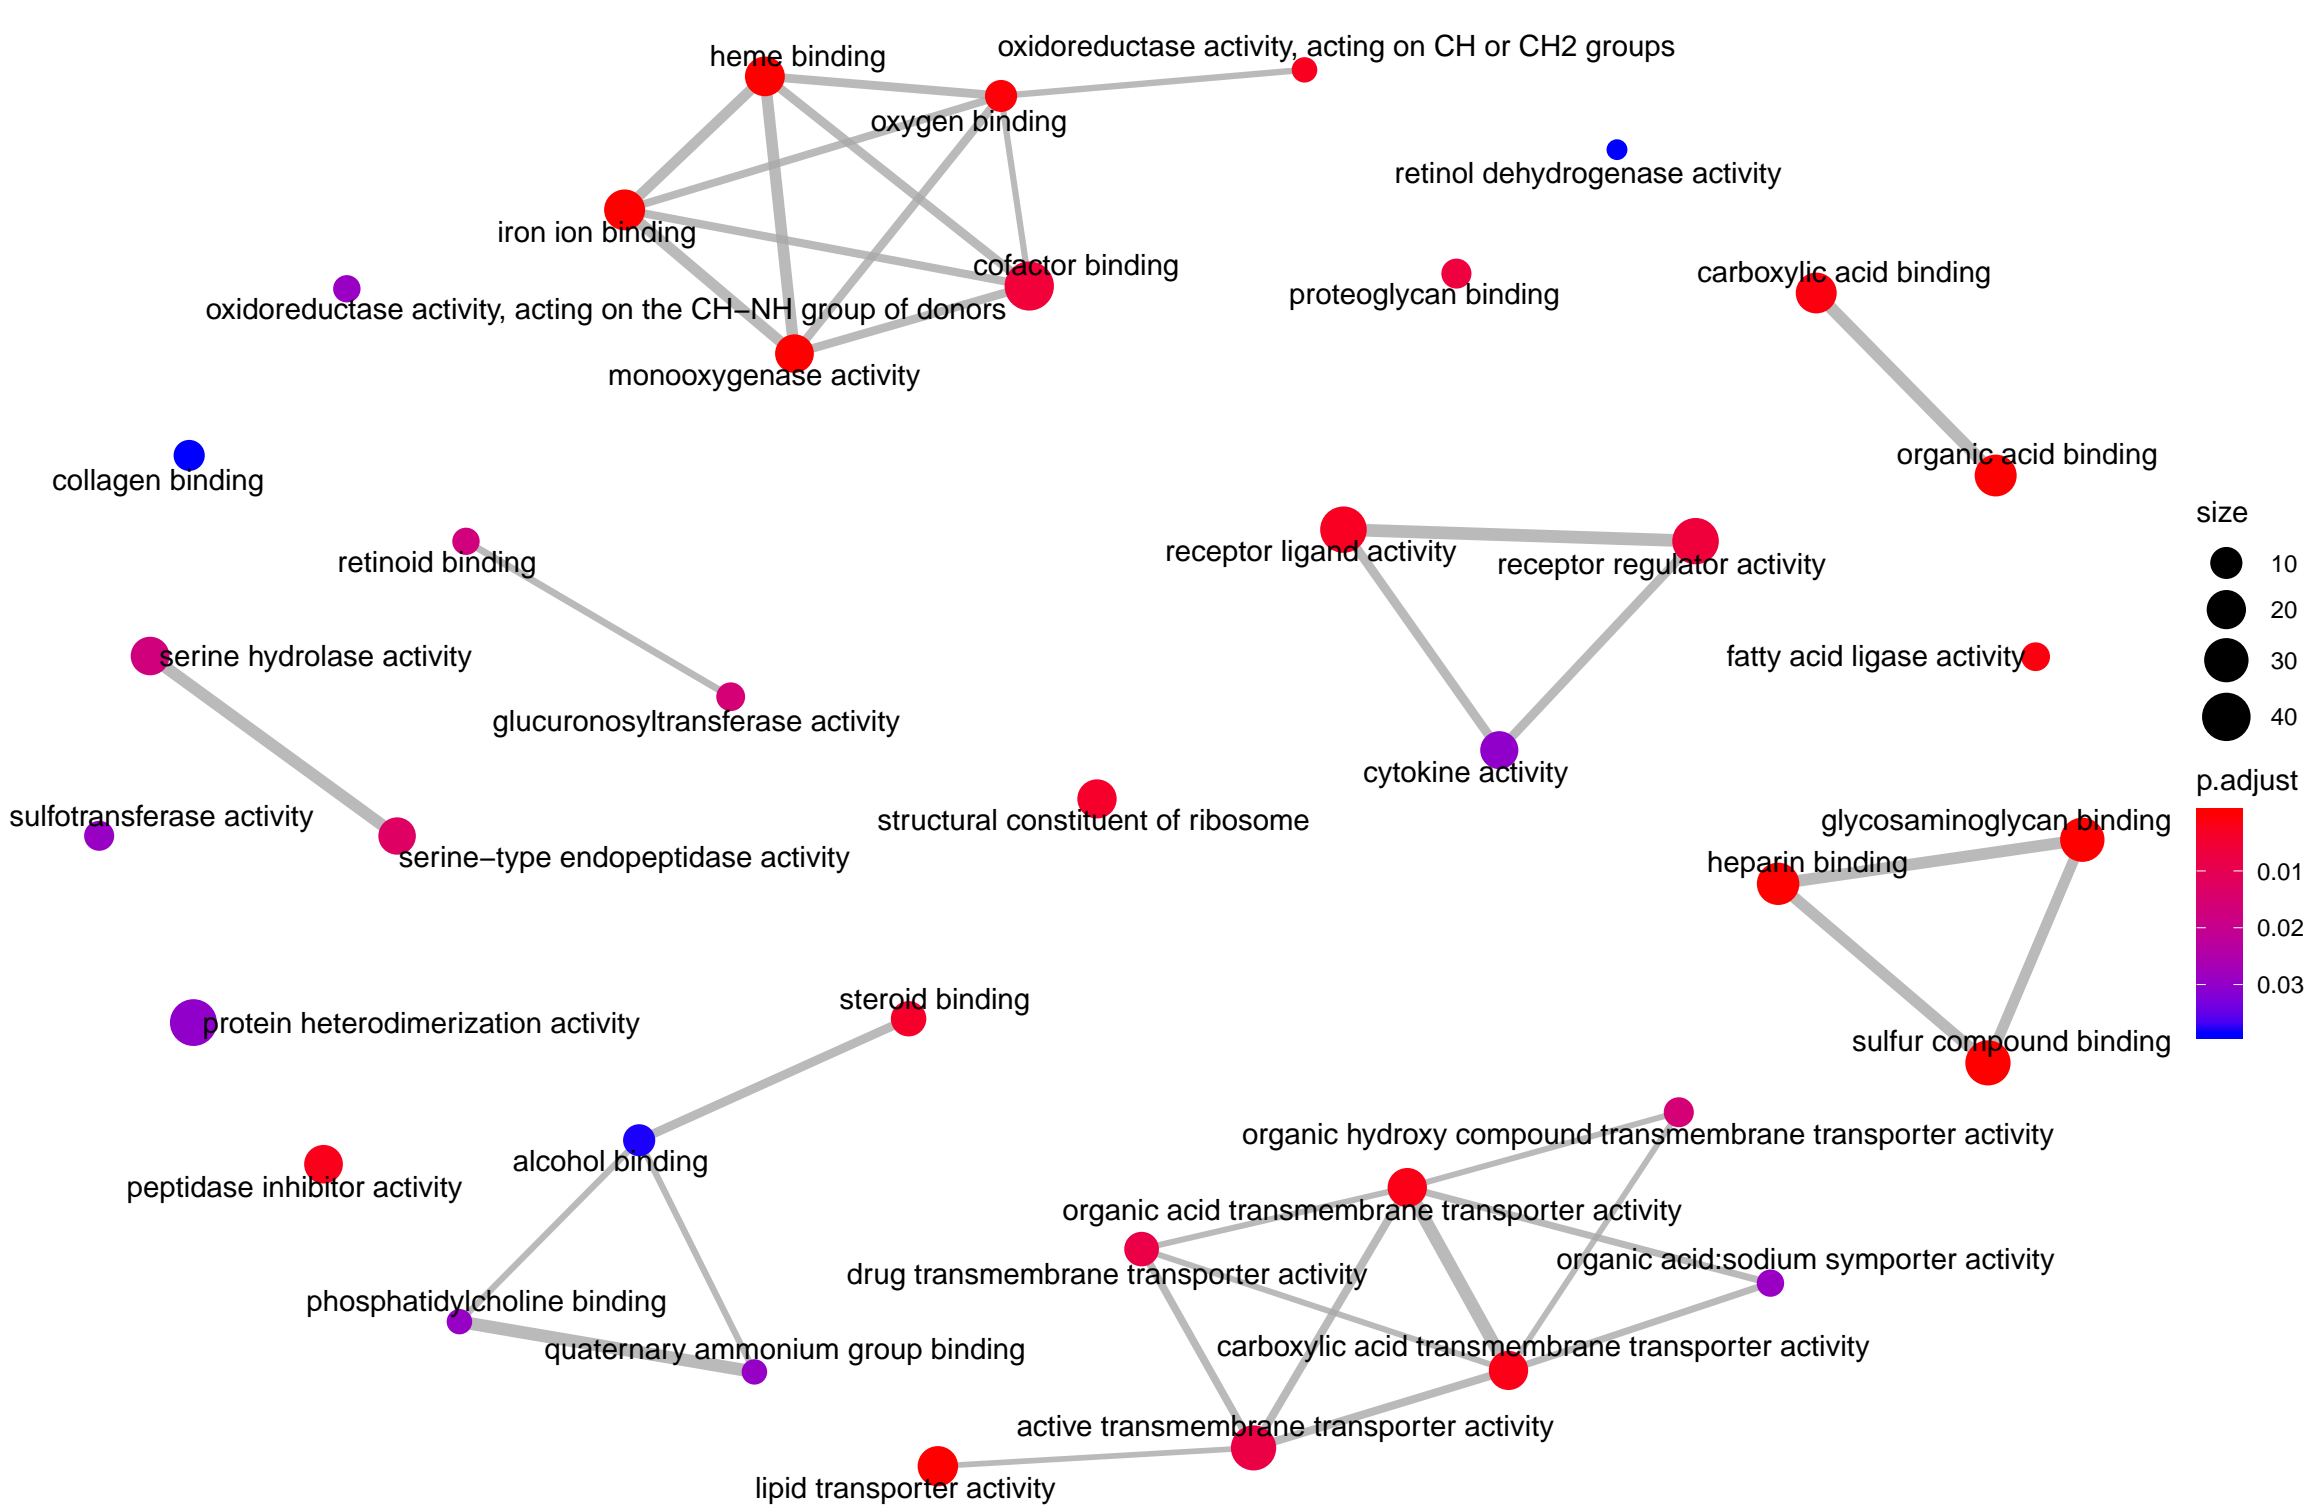 heme binding
oxidoreductase activity, acting on CH or CH2 groups
oxygen binding
retinol dehydrogenase activity
iron ion binding
cofactor binding
carboxylic acid binding
proteoglycan binding
oxidoreductase activity, acting on the CH−NH group of donors
monooxygenase activity
organic acid binding
collagen binding
size
receptor ligand activity
retinoid binding
receptor regulator activity
10
20
serine hydrolase activity
fatty acid ligase activity
30
glucuronosyltransferase activity
40
cytokine activity
p.adjust
sulfotransferase activity
structural constituent of ribosome
glycosaminoglycan binding
serine−type endopeptidase activity
heparin binding
0.01
0.02
0.03
steroid binding
protein heterodimerization activity
sulfur compound binding
organic hydroxy compound transmembrane transporter activity
alcohol binding
peptidase inhibitor activity
organic acid transmembrane transporter activity
organic acid:sodium symporter activity
drug transmembrane transporter activity
phosphatidylcholine binding
quaternary ammonium group binding
carboxylic acid transmembrane transporter activity
active transmembrane transporter activity
lipid transporter activity